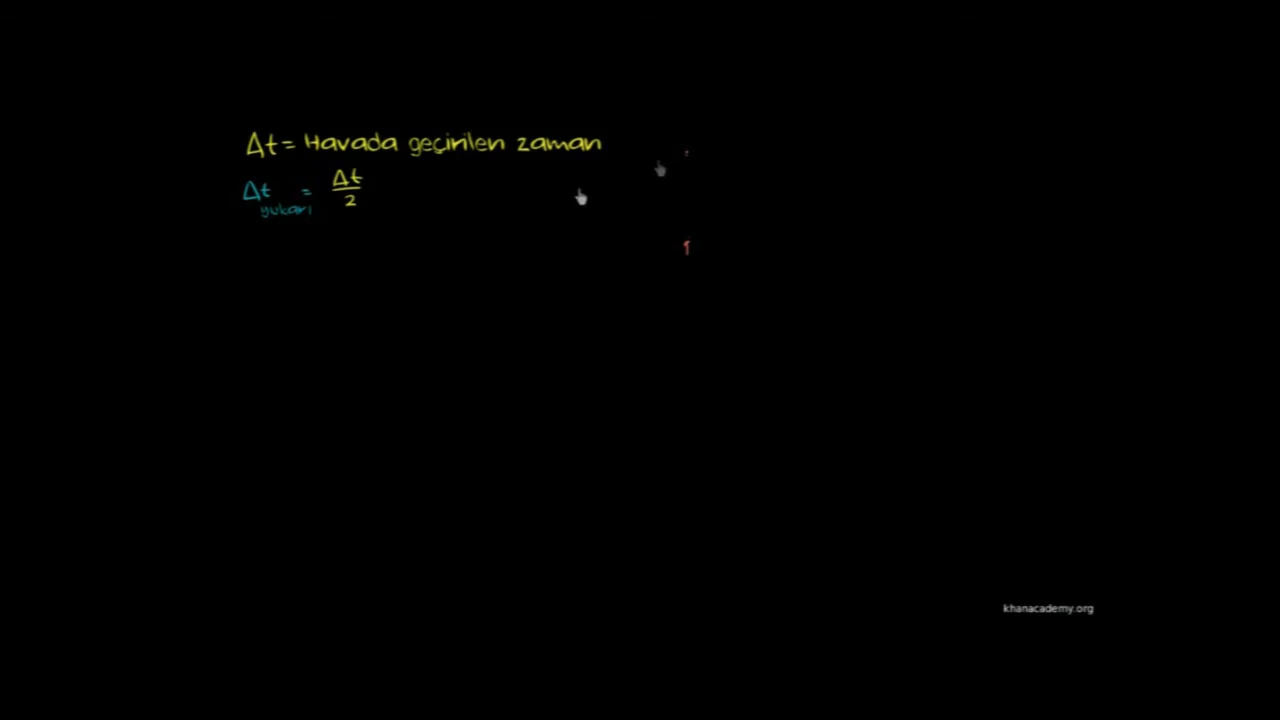 Δt = Havada geçirilen zaman
Δt yukarı = Δt/2
khanacademy.org